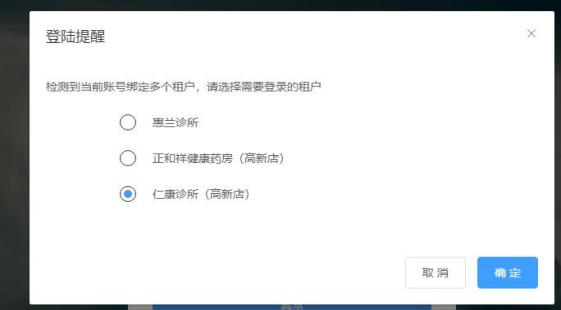 登陆提醒
检测到当前账号绑定多个租户，请选择需要登录的租户
惠兰诊所
正和祥健康药房（高新店）
仁康诊所（高新店）
取消 确定